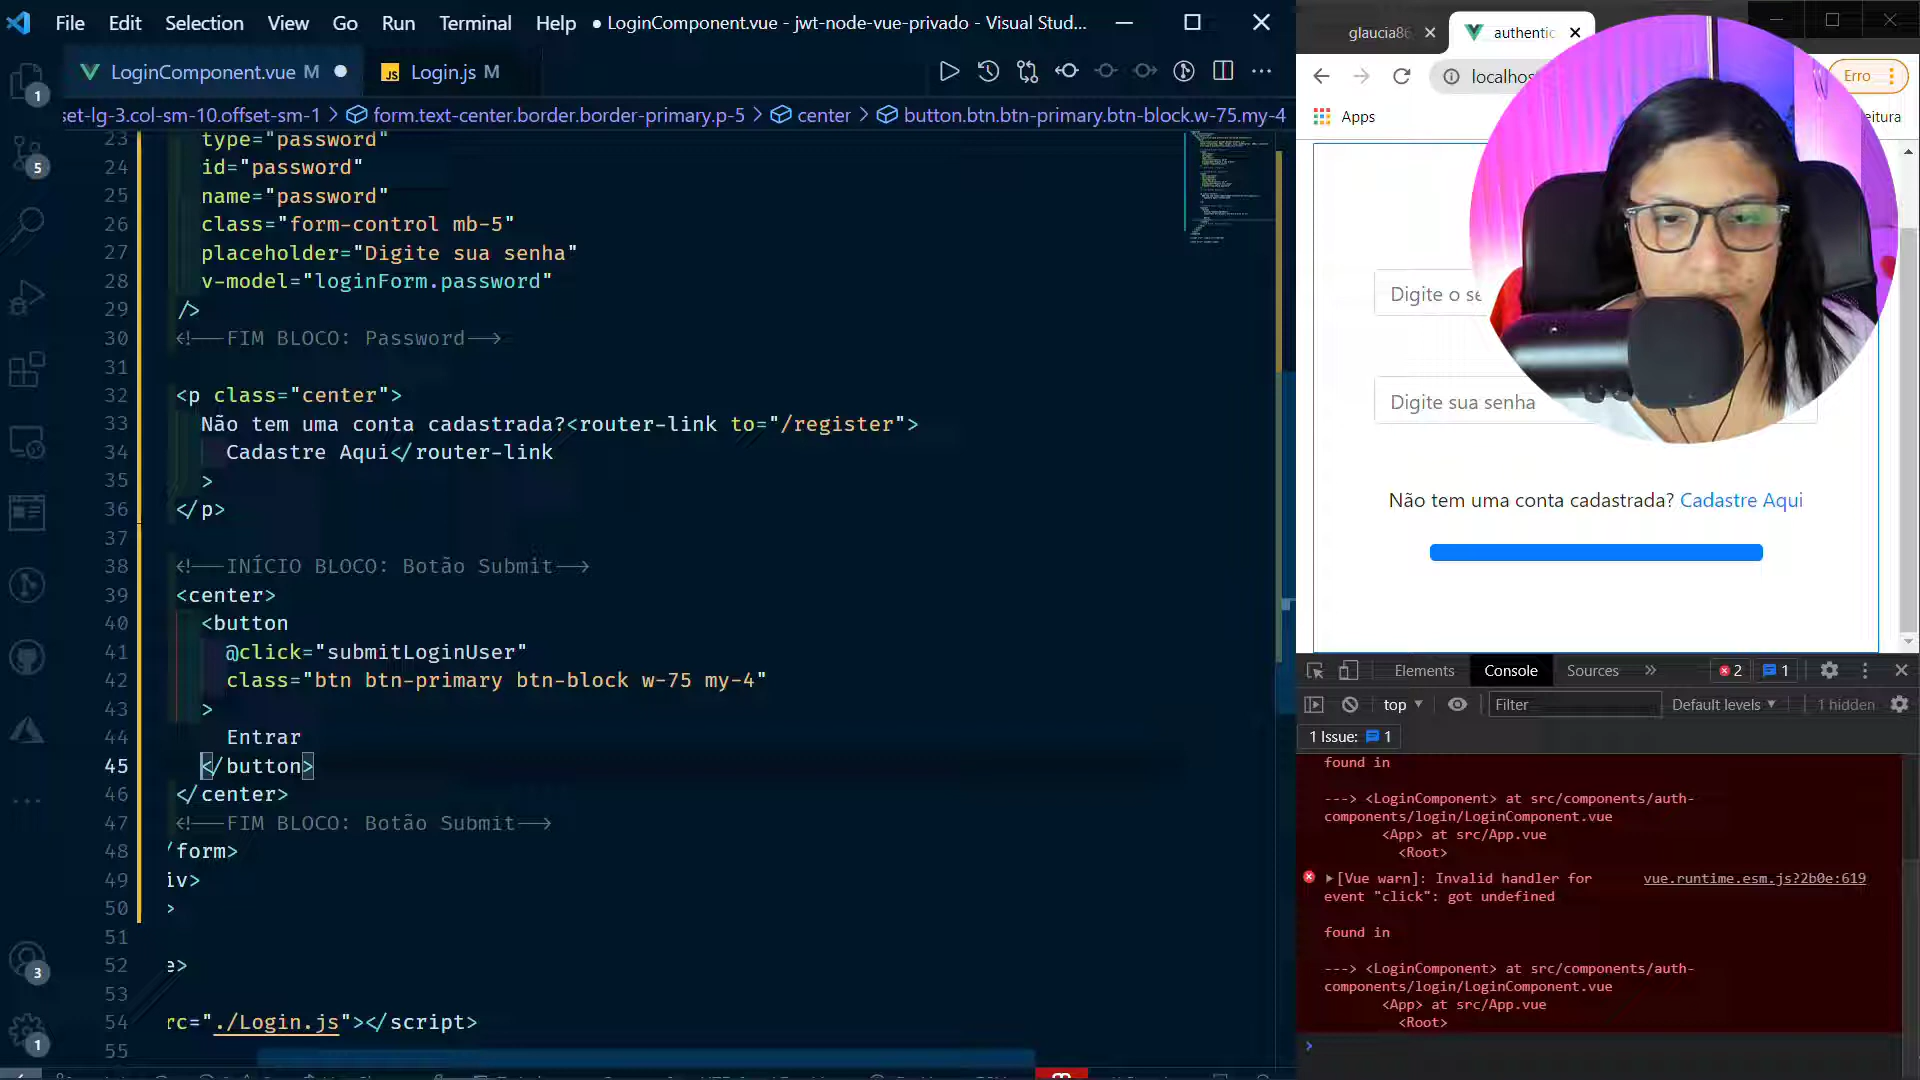 File Edit Selection View Go Run Terminal Help ● LoginComponent.vue - jwt-node-vue-privado - Visual Stud...
LoginComponent.vue M ●
JS Login.js M
set-lg-3.col-sm-10.offset-sm-1 > form.text-center.border.border-primary.p-5 > center > button.btn.btn-primary.btn-block.w-75.my-4
23 type="password"
24 id="password"
25 name="password"
26 class="form-control mb-5"
27 placeholder="Digite sua senha"
28 v-model="loginForm.password"
29 />
30 <!--FIM BLOCO: Password-->
31
32 <p class="center">
33 Não tem uma conta cadastrada?<router-link to="/register">
34 Cadastre Aqui</router-link
35 >
36 </p>
37
38 <!--INÍCIO BLOCO: Botão Submit-->
39 <center>
40 <button
41 @click="submitLoginUser"
42 class="btn btn-primary btn-block w-75 my-4"
43 >
44 Entrar
45 </button>
46 </center>
47 <!--FIM BLOCO: Botão Submit-->
48 /form>
49 iv>
50 >
51
52 e>
53
54 rc="./Login.js"></script>
55
1
5
3
1
glaucia86
authentic
localhos
Erro
Apps
eitura
Digite o se
Digite sua senha
Não tem uma conta cadastrada? Cadastre Aqui
Elements Console Sources » 2 1
top Filter Default levels 1 hidden
1 Issue: 1
found in
---> <LoginComponent> at src/components/auth-
components/login/LoginComponent.vue
<App> at src/App.vue
<Root>
[Vue warn]: Invalid handler for vue.runtime.esm.js?2b0e:619
event "click": got undefined
found in
---> <LoginComponent> at src/components/auth-
components/login/LoginComponent.vue
<App> at src/App.vue
<Root>